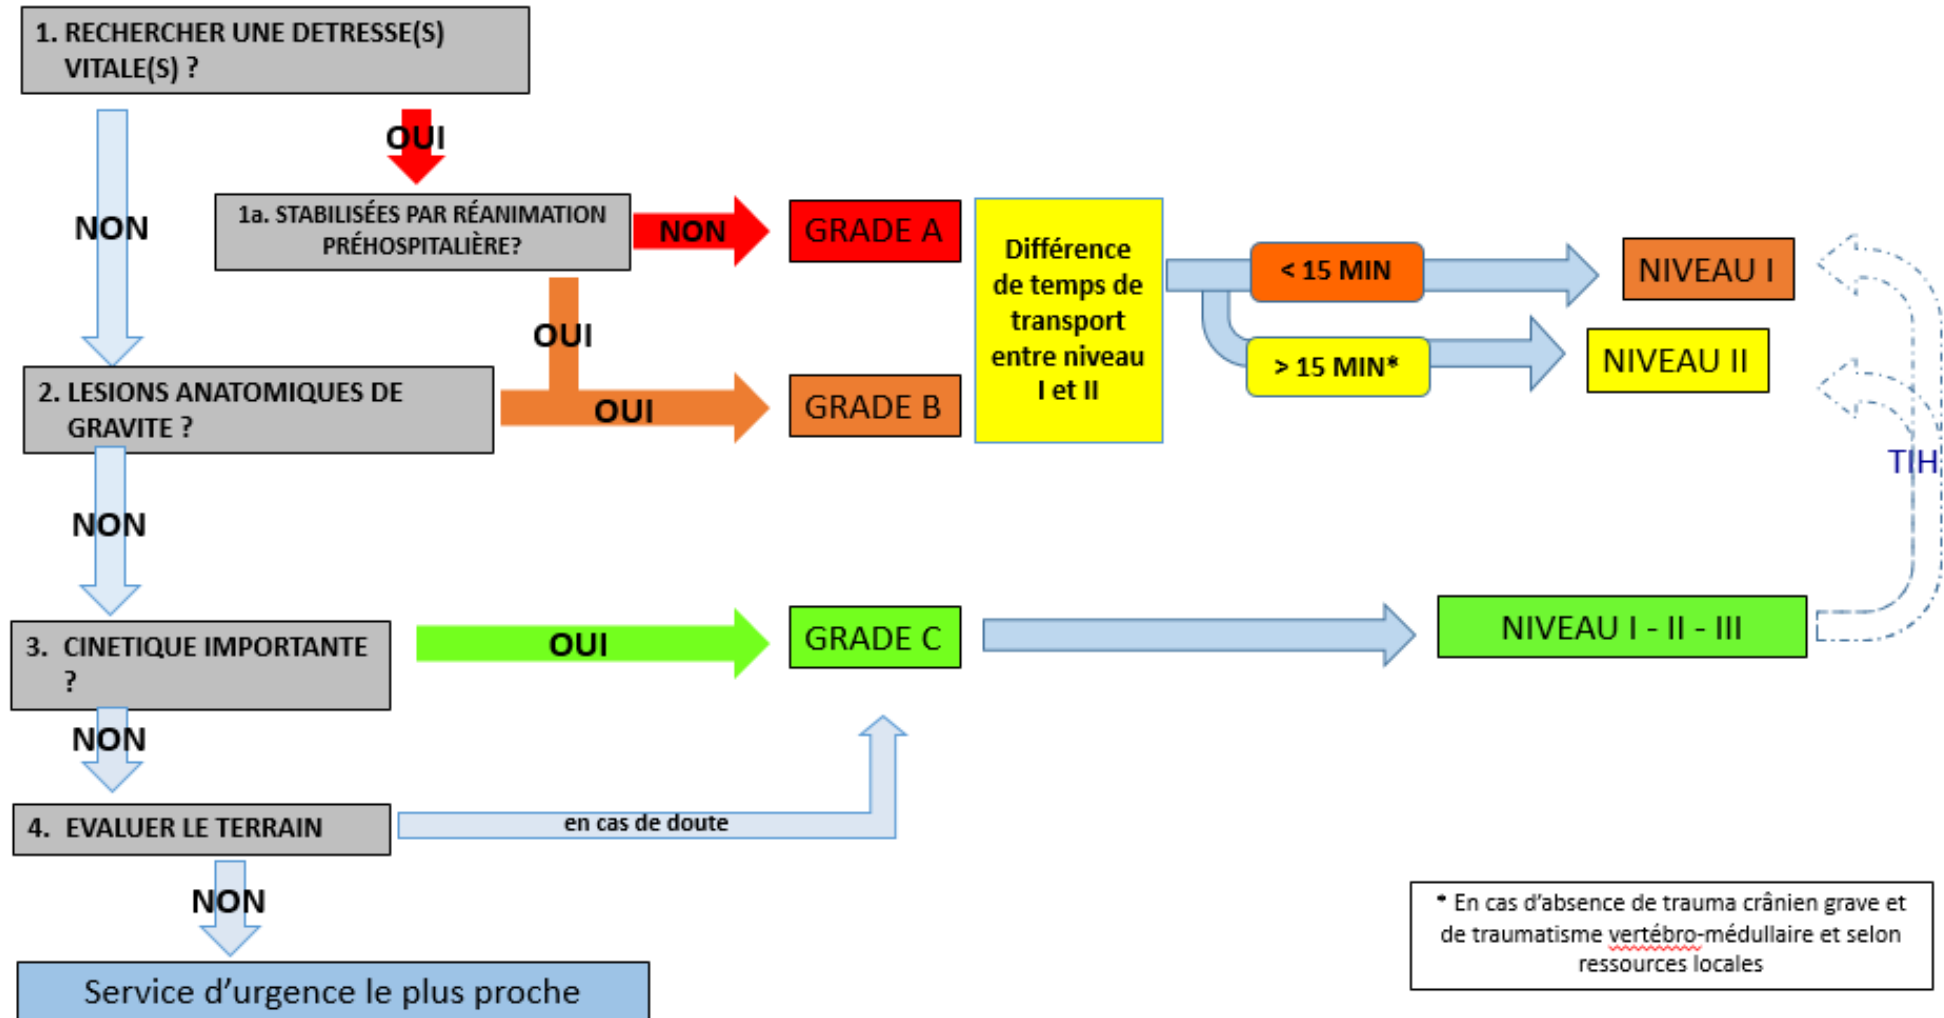 1. RECHERCHER UNE DETRESSE(S)
VITALE(S) ?
OUI
NON
1a. STABILISÉES PAR RÉANIMATION
PRÉHOSPITALIÈRE?
NON
GRADE A
Différence
de temps de
transport
entre niveau
I et II
< 15 MIN
NIVEAU I
OUI
> 15 MIN*
NIVEAU II
2. LESIONS ANATOMIQUES DE
GRAVITE ?
OUI
GRADE B
TIH
NON
3. CINETIQUE IMPORTANTE
?
OUI
GRADE C
NIVEAU I - II - III
NON
4. EVALUER LE TERRAIN
en cas de doute
NON
Service d'urgence le plus proche
* En cas d'absence de trauma crânien grave et
de traumatisme vertébro-médullaire et selon
ressources locales